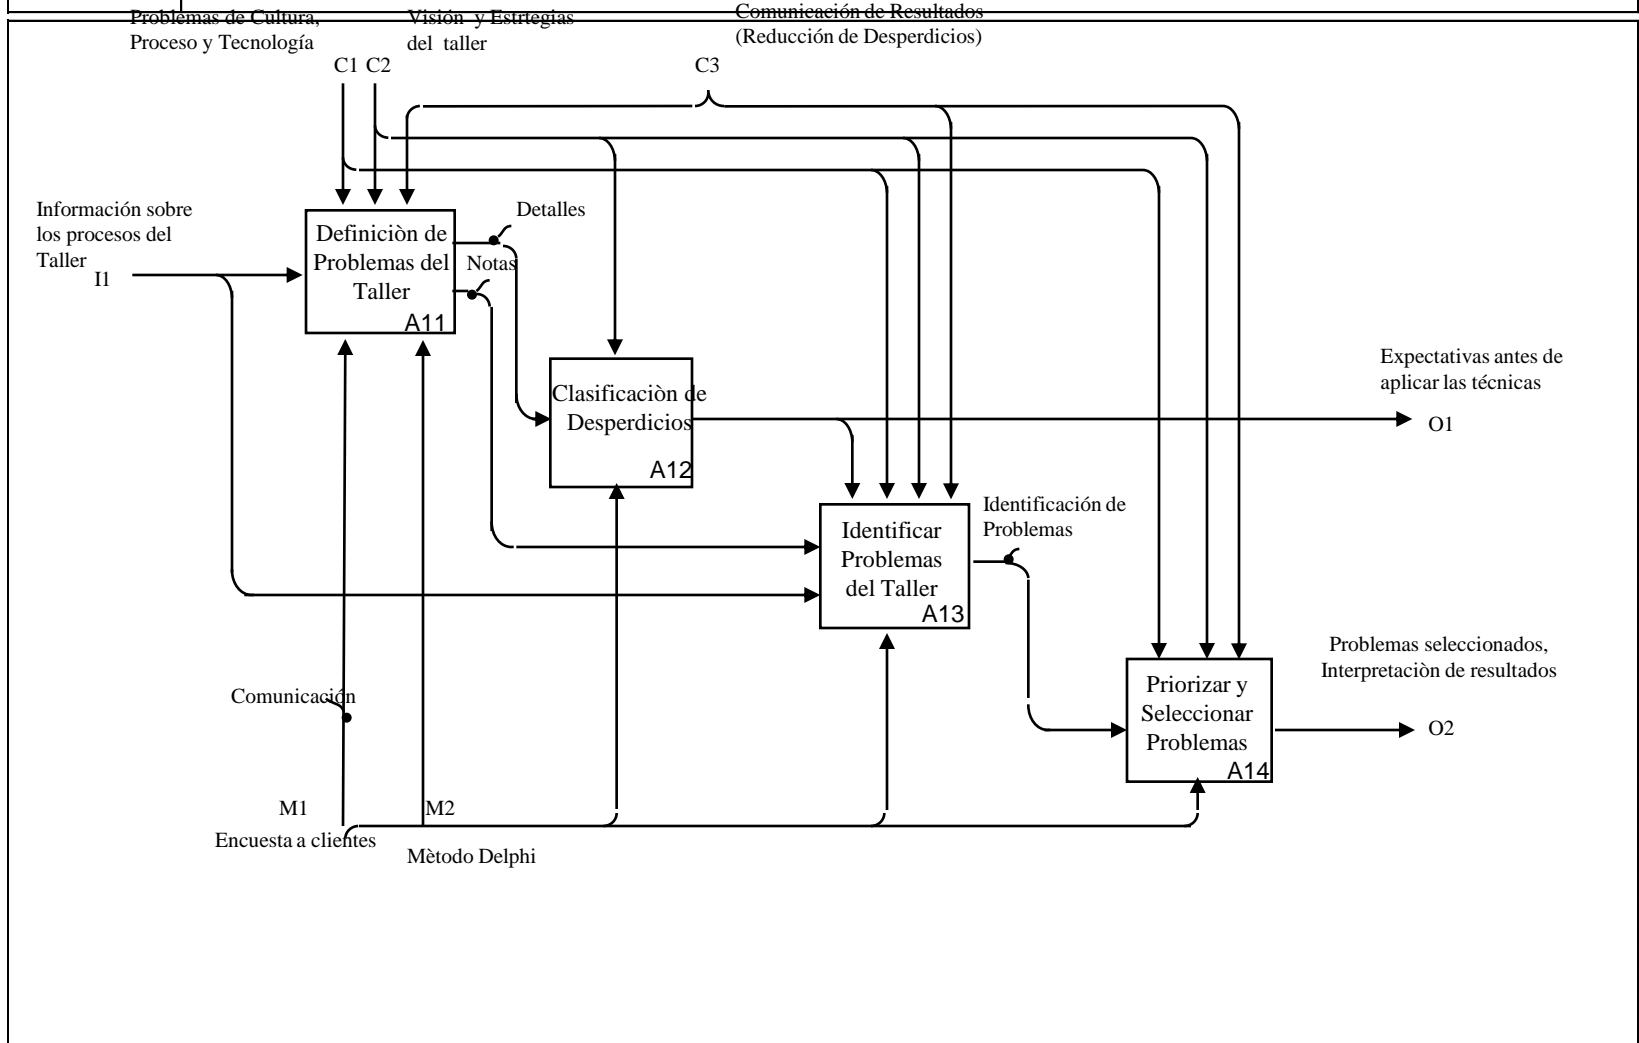 Problemas de Cultura,
Proceso y Tecnología
Visión y Estrtegias
del taller
Comunicación de Resultados
(Reducción de Desperdicios)
C1 C2
C3
Información sobre
los procesos del
Taller
I1
Definiciòn de
Problemas del
Taller
A11
Detalles
Notas
Clasificaciòn de
Desperdicios
A12
Expectativas antes de
aplicar las técnicas
O1
Identificar
Problemas
del Taller
A13
Identificación de
Problemas
Priorizar y
Seleccionar
Problemas
A14
Problemas seleccionados,
Interpretaciòn de resultados
O2
Comunicación
M1
Encuesta a clientes
M2
Mètodo Delphi